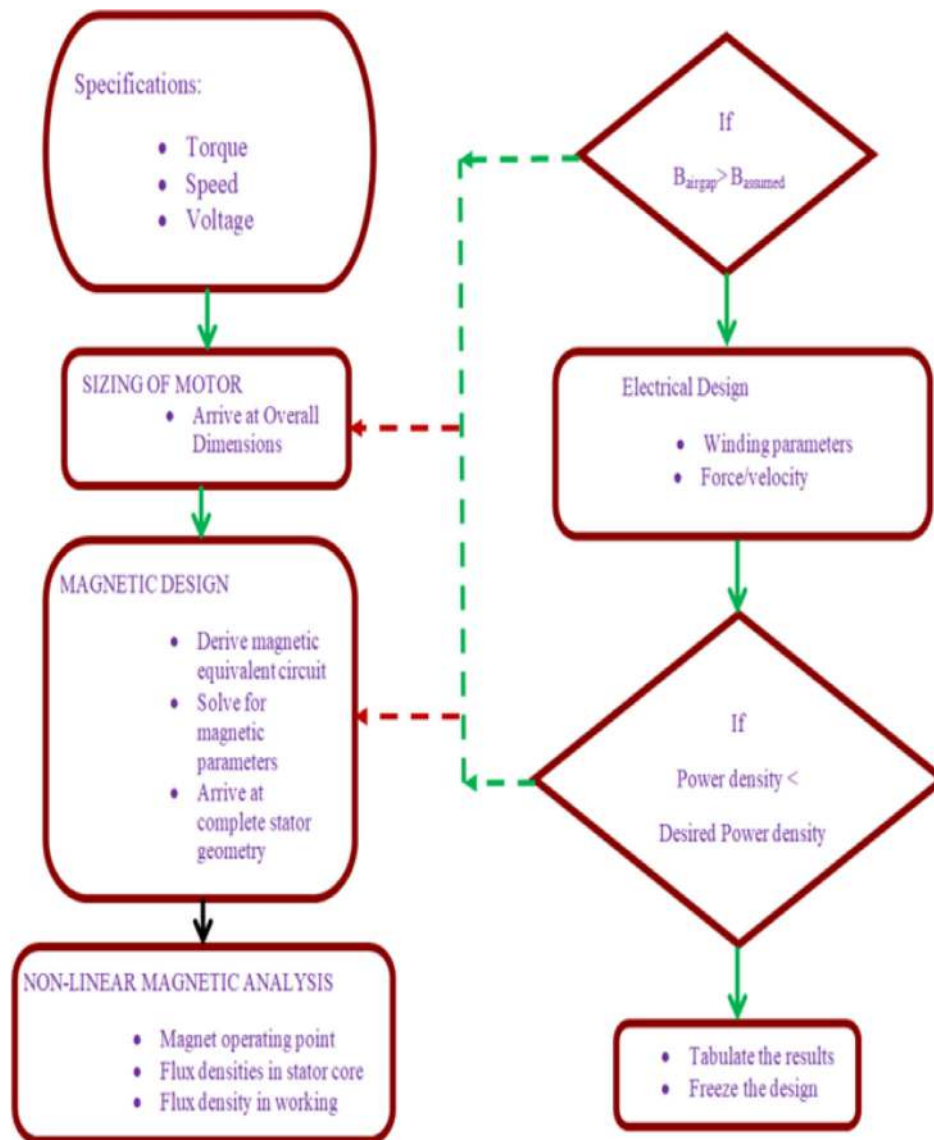 Specifications:
• Torque
• Speed
• Voltage
SIZING OF MOTOR
• Arrive at Overall
Dimensions
MAGNETIC DESIGN
• Derive magnetic
equivalent circuit
• Solve for
magnetic
parameters
• Arrive at
complete stator
geometry
NON-LINEAR MAGNETIC ANALYSIS
• Magnet operating point
• Flux densities in stator core
• Flux density in working
If
Bairgap> Bassumed
Electrical Design
• Winding parameters
• Force/velocity
If
Power density <
Desired Power density
• Tabulate the results
• Freeze the design